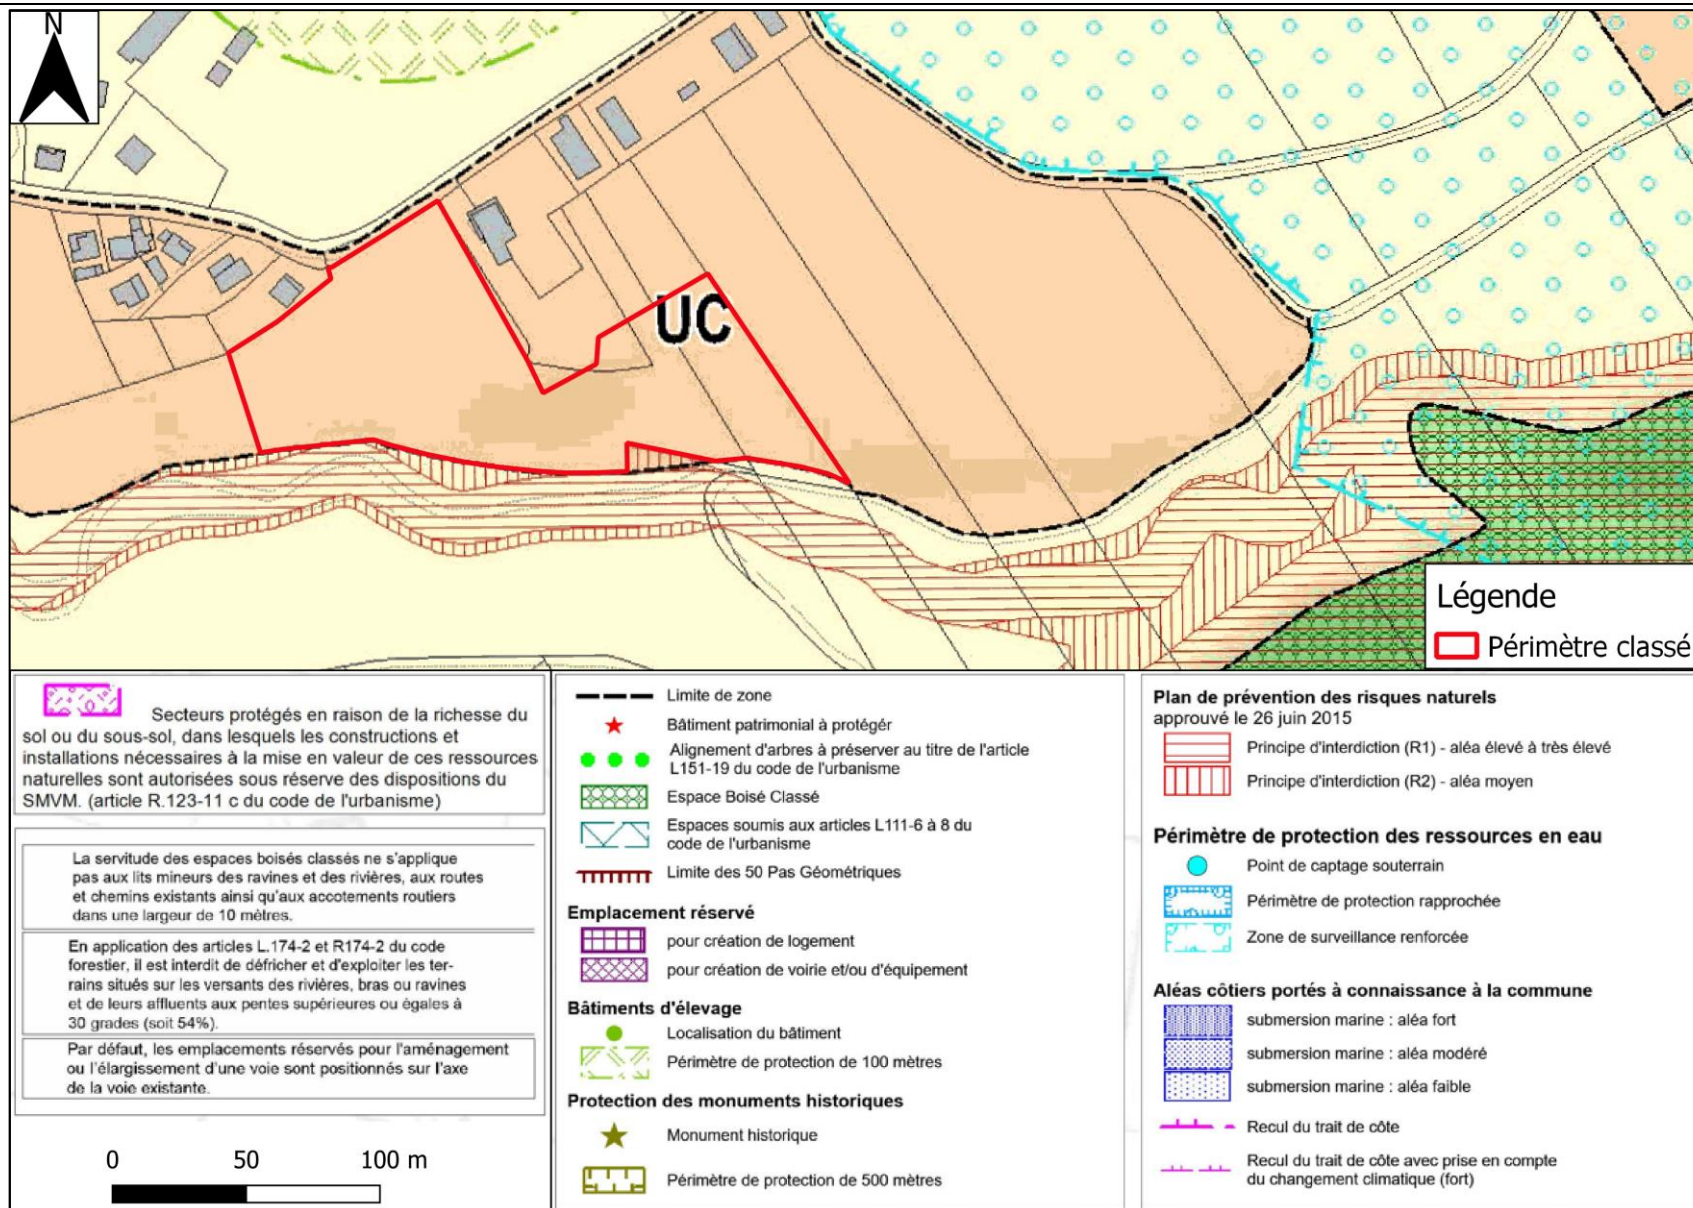 N
UC
Légende
Périmètre classé
Secteurs protégés en raison de la richesse du
sol ou du sous-sol, dans lesquels les constructions et
installations nécessaires à la mise en valeur de ces ressources
naturelles sont autorisées sous réserve des dispositions du
SMVM. (article R.123-11 c du code de l'urbanisme)
La servitude des espaces boisés classés ne s'applique
pas aux lits mineurs des ravines et des rivières, aux routes
et chemins existants ainsi qu'aux accotements routiers
dans une largeur de 10 mètres.
En application des articles L.174-2 et R174-2 du code
forestier, il est interdit de défricher et d'exploiter les ter-
rains situés sur les versants des rivières, bras ou ravines
et de leurs affluents aux pentes supérieures ou égales à
30 grades (soit 54%).
Par défaut, les emplacements réservés pour l'aménagement
ou l'élargissement d'une voie sont positionnés sur l'axe
de la voie existante.
0 50 100 m
Limite de zone
Bâtiment patrimonial à protégér
Alignement d'arbres à préserver au titre de l'article
L151-19 du code de l'urbanisme
Espace Boisé Classé
Espaces soumis aux articles L111-6 à 8 du
code de l'urbanisme
Limite des 50 Pas Géométriques
Emplacement réservé
pour création de logement
pour création de voirie et/ou d'équipement
Bâtiments d'élevage
Localisation du bâtiment
Périmètre de protection de 100 mètres
Protection des monuments historiques
Monument historique
Périmètre de protection de 500 mètres
Plan de prévention des risques naturels
approuvé le 26 juin 2015
Principe d'interdiction (R1) - aléa élevé à très élevé
Principe d'interdiction (R2) - aléa moyen
Périmètre de protection des ressources en eau
Point de captage souterrain
Périmètre de protection rapprochée
Zone de surveillance renforcée
Aléas côtiers portés à connaissance à la commune
submersion marine : aléa fort
submersion marine : aléa modéré
submersion marine : aléa faible
Recul du trait de côte
Recul du trait de côte avec prise en compte
du changement climatique (fort)